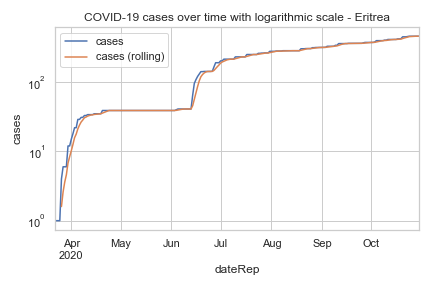 COVID-19 cases over time with logarithmic scale - Eritrea
cases
cases (rolling)
10²
10¹
10⁰
cases
Apr
2020
May
Jun
Jul
Aug
Sep
Oct
dateRep